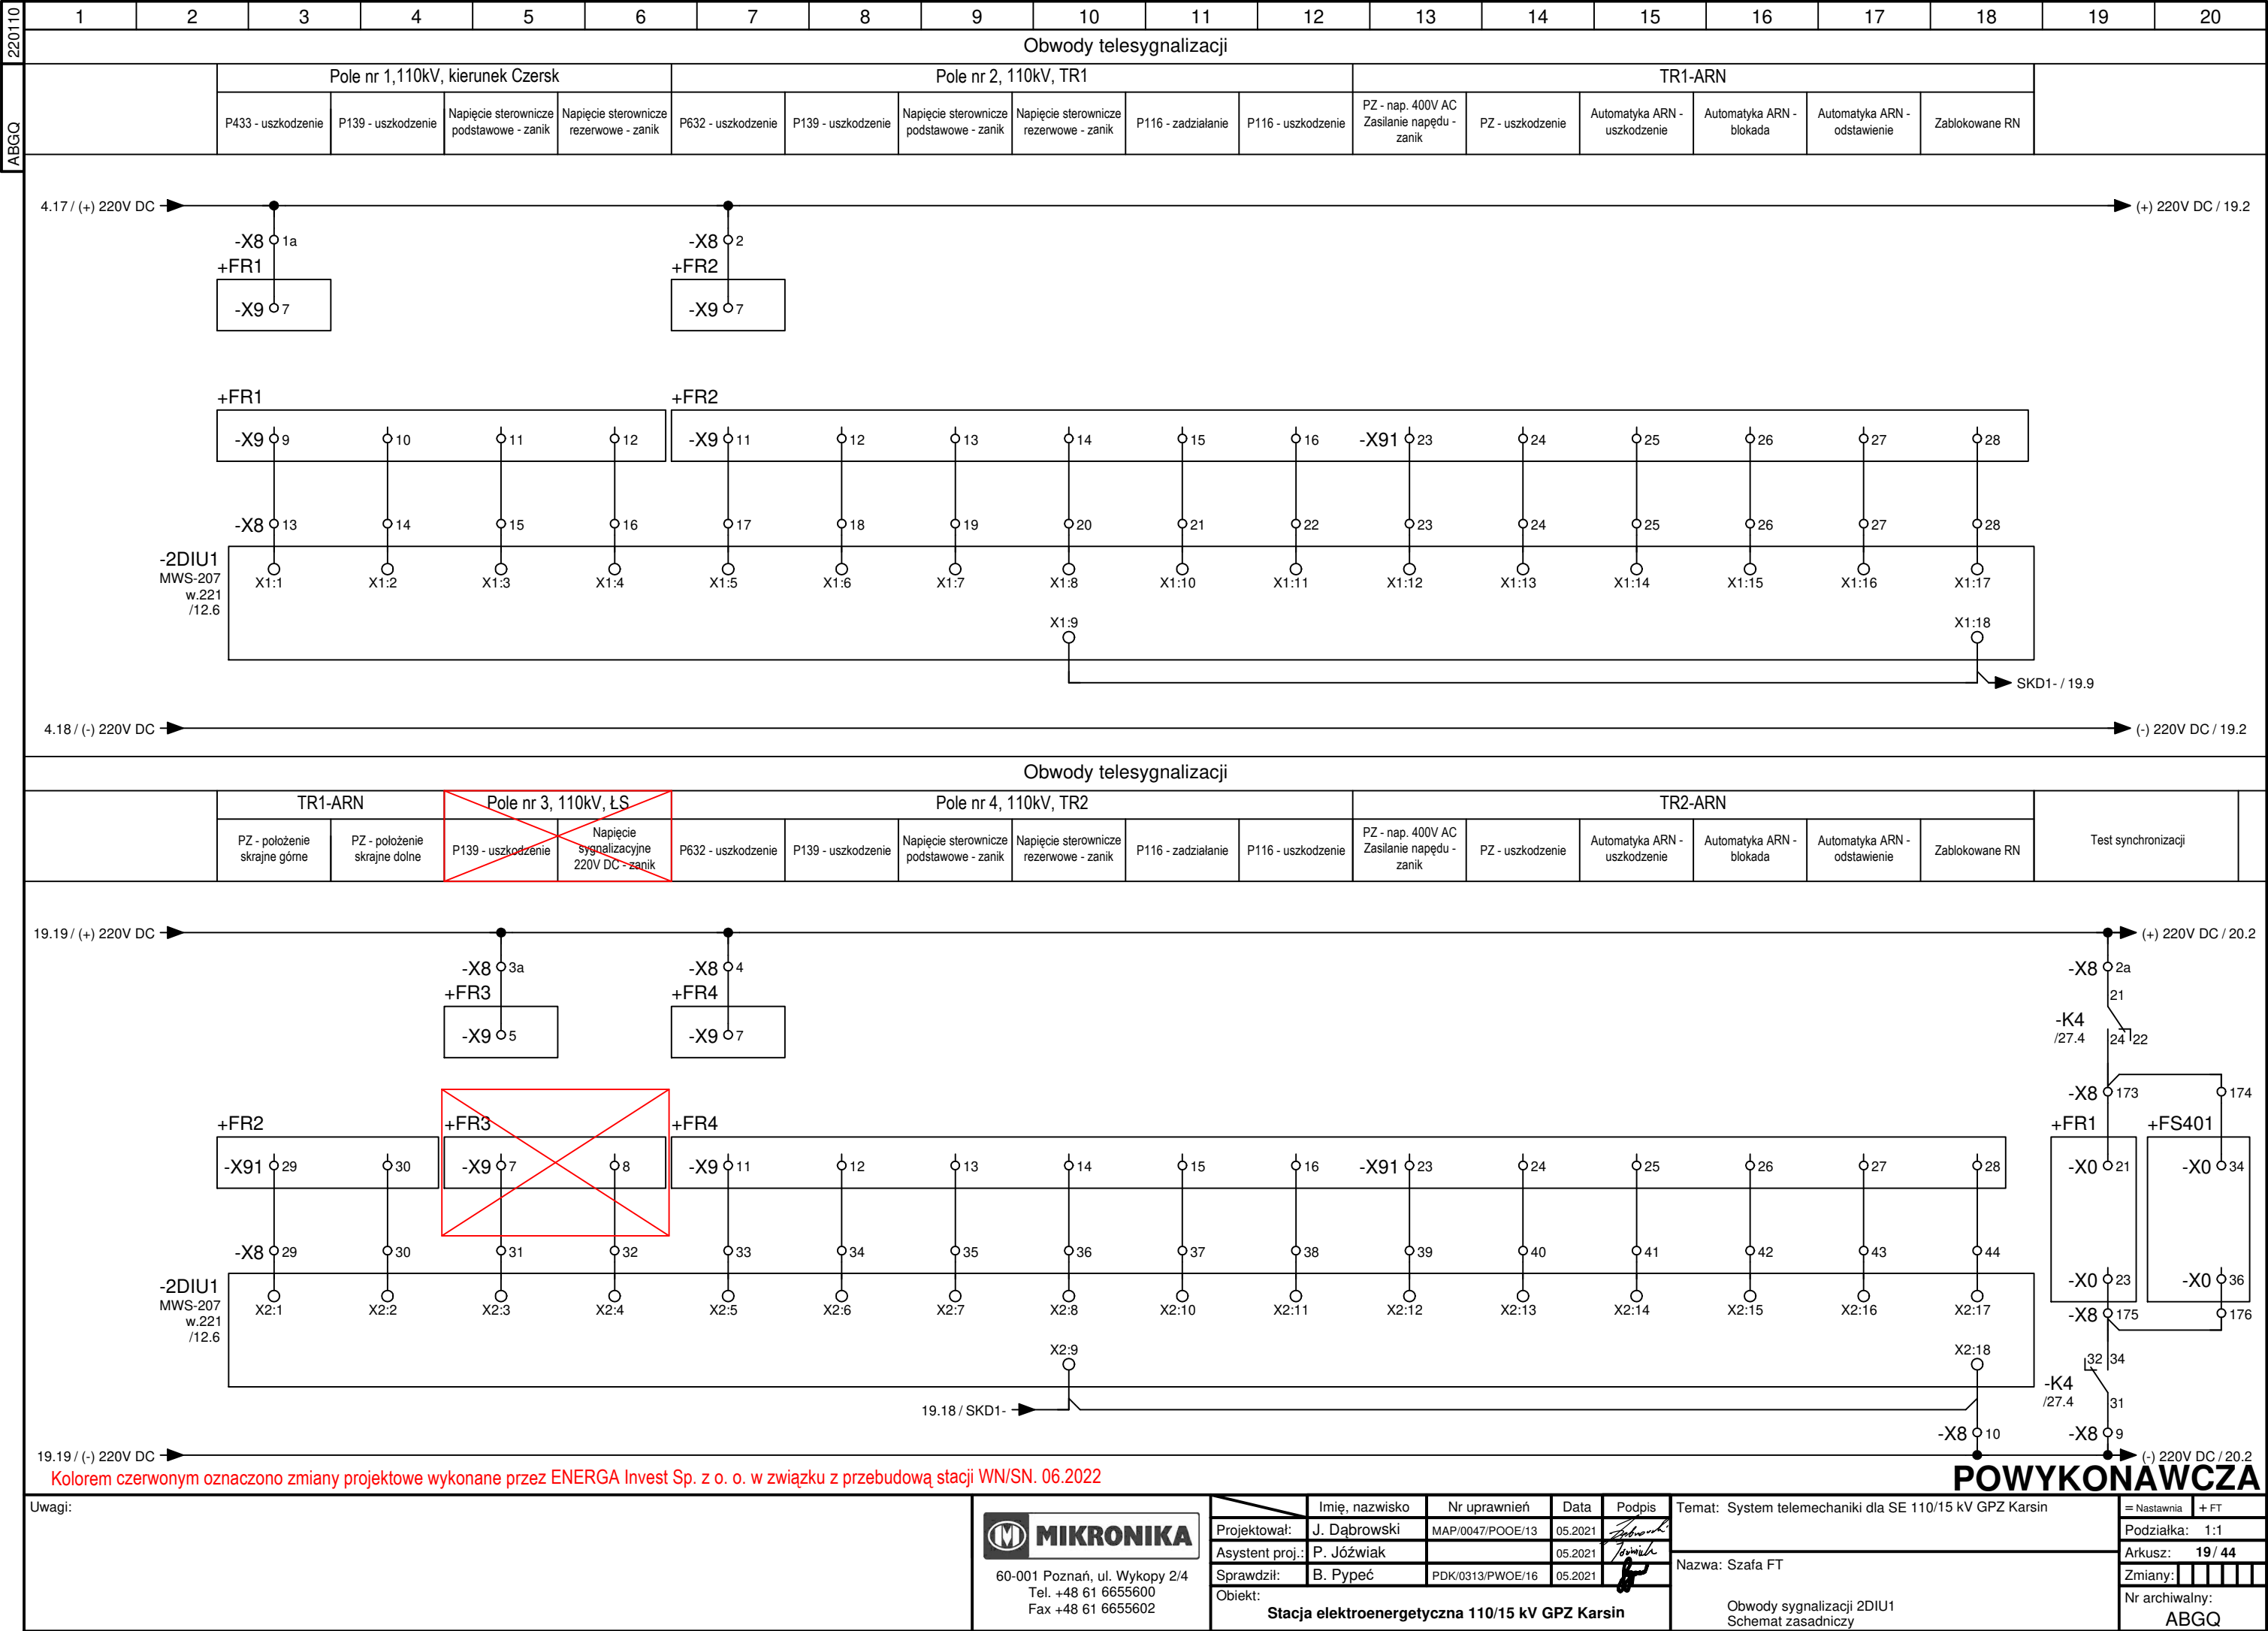 220110
ABGQ
1 2 3 4 5 6 7 8 9 10 11 12 13 14 15 16 17 18 19 20
Obwody telesygnalizacji
Pole nr 1,110kV, kierunek Czersk
Pole nr 2, 110kV, TR1
TR1-ARN
P433 - uszkodzenie
P139 - uszkodzenie
Napięcie sterownicze
podstawowe - zanik
Napięcie sterownicze
rezerwowe - zanik
P632 - uszkodzenie
P139 - uszkodzenie
Napięcie sterownicze
podstawowe - zanik
Napięcie sterownicze
rezerwowe - zanik
P116 - zadziałanie
P116 - uszkodzenie
PZ - nap. 400V AC
Zasilanie napędu -
zanik
PZ - uszkodzenie
Automatyka ARN -
uszkodzenie
Automatyka ARN -
blokada
Automatyka ARN -
odstawienie
Zablokowane RN
4.17 / (+) 220V DC
(+) 220V DC / 19.2
-X8 1a
-X8 2
+FR1
+FR2
-X9 7
-X9 7
+FR1
+FR2
-X9 9 10 11 12 -X9 11 12 13 14 15 16 -X91 23 24 25 26 27 28
-X8 13 14 15 16 17 18 19 20 21 22 23 24 25 26 27 28
-2DIU1
MWS-207
w.221
/12.6
X1:1 X1:2 X1:3 X1:4 X1:5 X1:6 X1:7 X1:8 X1:10 X1:11 X1:12 X1:13 X1:14 X1:15 X1:16 X1:17
X1:9 X1:18
SKD1- / 19.9
4.18 / (-) 220V DC
(-) 220V DC / 19.2
Obwody telesygnalizacji
TR1-ARN
Pole nr 3, 110kV, ŁS
Pole nr 4, 110kV, TR2
TR2-ARN
PZ - położenie
skrajne górne
PZ - położenie
skrajne dolne
P139 - uszkodzenie
Napięcie
sygnalizacyjne
220V DC - zanik
P632 - uszkodzenie
P139 - uszkodzenie
Napięcie sterownicze
podstawowe - zanik
Napięcie sterownicze
rezerwowe - zanik
P116 - zadziałanie
P116 - uszkodzenie
PZ - nap. 400V AC
Zasilanie napędu -
zanik
PZ - uszkodzenie
Automatyka ARN -
uszkodzenie
Automatyka ARN -
blokada
Automatyka ARN -
odstawienie
Zablokowane RN
Test synchronizacji
19.19 / (+) 220V DC
(+) 220V DC / 20.2
-X8 3a
-X8 4
-X8 2a
+FR3
+FR4
21
-X9 5
-X9 7
-K4
/27.4
24 22
-X8 173 174
+FR2
+FR3
+FR4
+FR1
+FS401
-X91 29 30 -X9 7 8 -X9 11 12 13 14 15 16 -X91 23 24 25 26 27 28 -X0 21 -X0 34
-X8 29 30 31 32 33 34 35 36 37 38 39 40 41 42 43 44
-2DIU1
MWS-207
w.221
/12.6
X2:1 X2:2 X2:3 X2:4 X2:5 X2:6 X2:7 X2:8 X2:10 X2:11 X2:12 X2:13 X2:14 X2:15 X2:16 X2:17
-X0 23 -X0 36
-X8 175 176
X2:9 X2:18
32 34
-K4
/27.4
31
19.18 / SKD1-
-X8 10
-X8 9
19.19 / (-) 220V DC
(-) 220V DC / 20.2
Kolorem czerwonym oznaczono zmiany projektowe wykonane przez ENERGA Invest Sp. z o. o. w związku z przebudową stacji WN/SN. 06.2022
POWYKONAWCZA
Uwagi:
MIKRONIKA
60-001 Poznań, ul. Wykopy 2/4
Tel. +48 61 6655600
Fax +48 61 6655602
Imię, nazwisko Nr uprawnień Data Podpis
Projektował: J. Dąbrowski MAP/0047/POOE/13 05.2021
Asystent proj.: P. Jóźwiak 05.2021
Sprawdził: B. Pypeć PDK/0313/PWOE/16 05.2021
Obiekt:
Stacja elektroenergetyczna 110/15 kV GPZ Karsin
Temat: System telemechaniki dla SE 110/15 kV GPZ Karsin
Nazwa: Szafa FT
Obwody sygnalizacji 2DIU1
Schemat zasadniczy
= Nastawnia + FT
Podziałka: 1:1
Arkusz: 19/ 44
Zmiany:
Nr archiwalny:
ABGQ